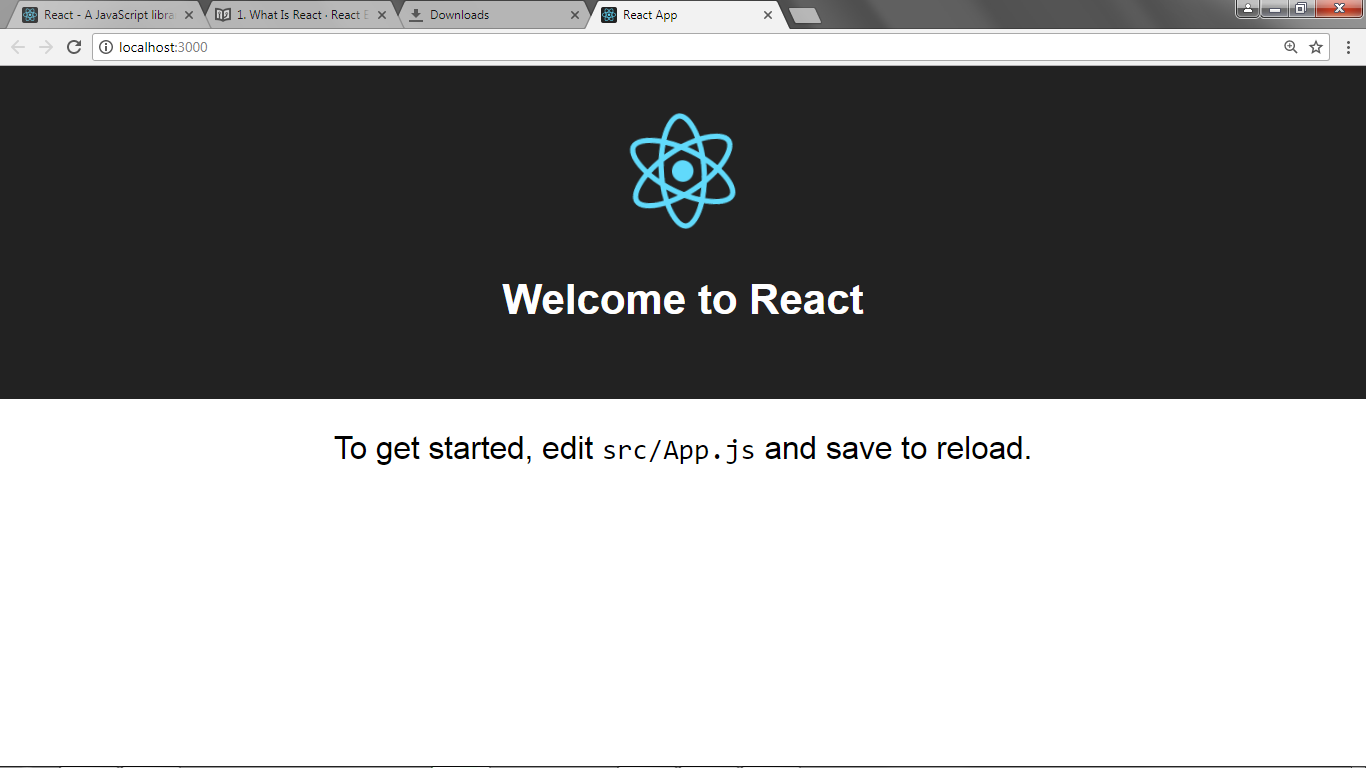 React - A JavaScript libra
1. What Is React · React E
Downloads
React App
localhost:3000
Welcome to React
To get started, edit src/App.js and save to reload.